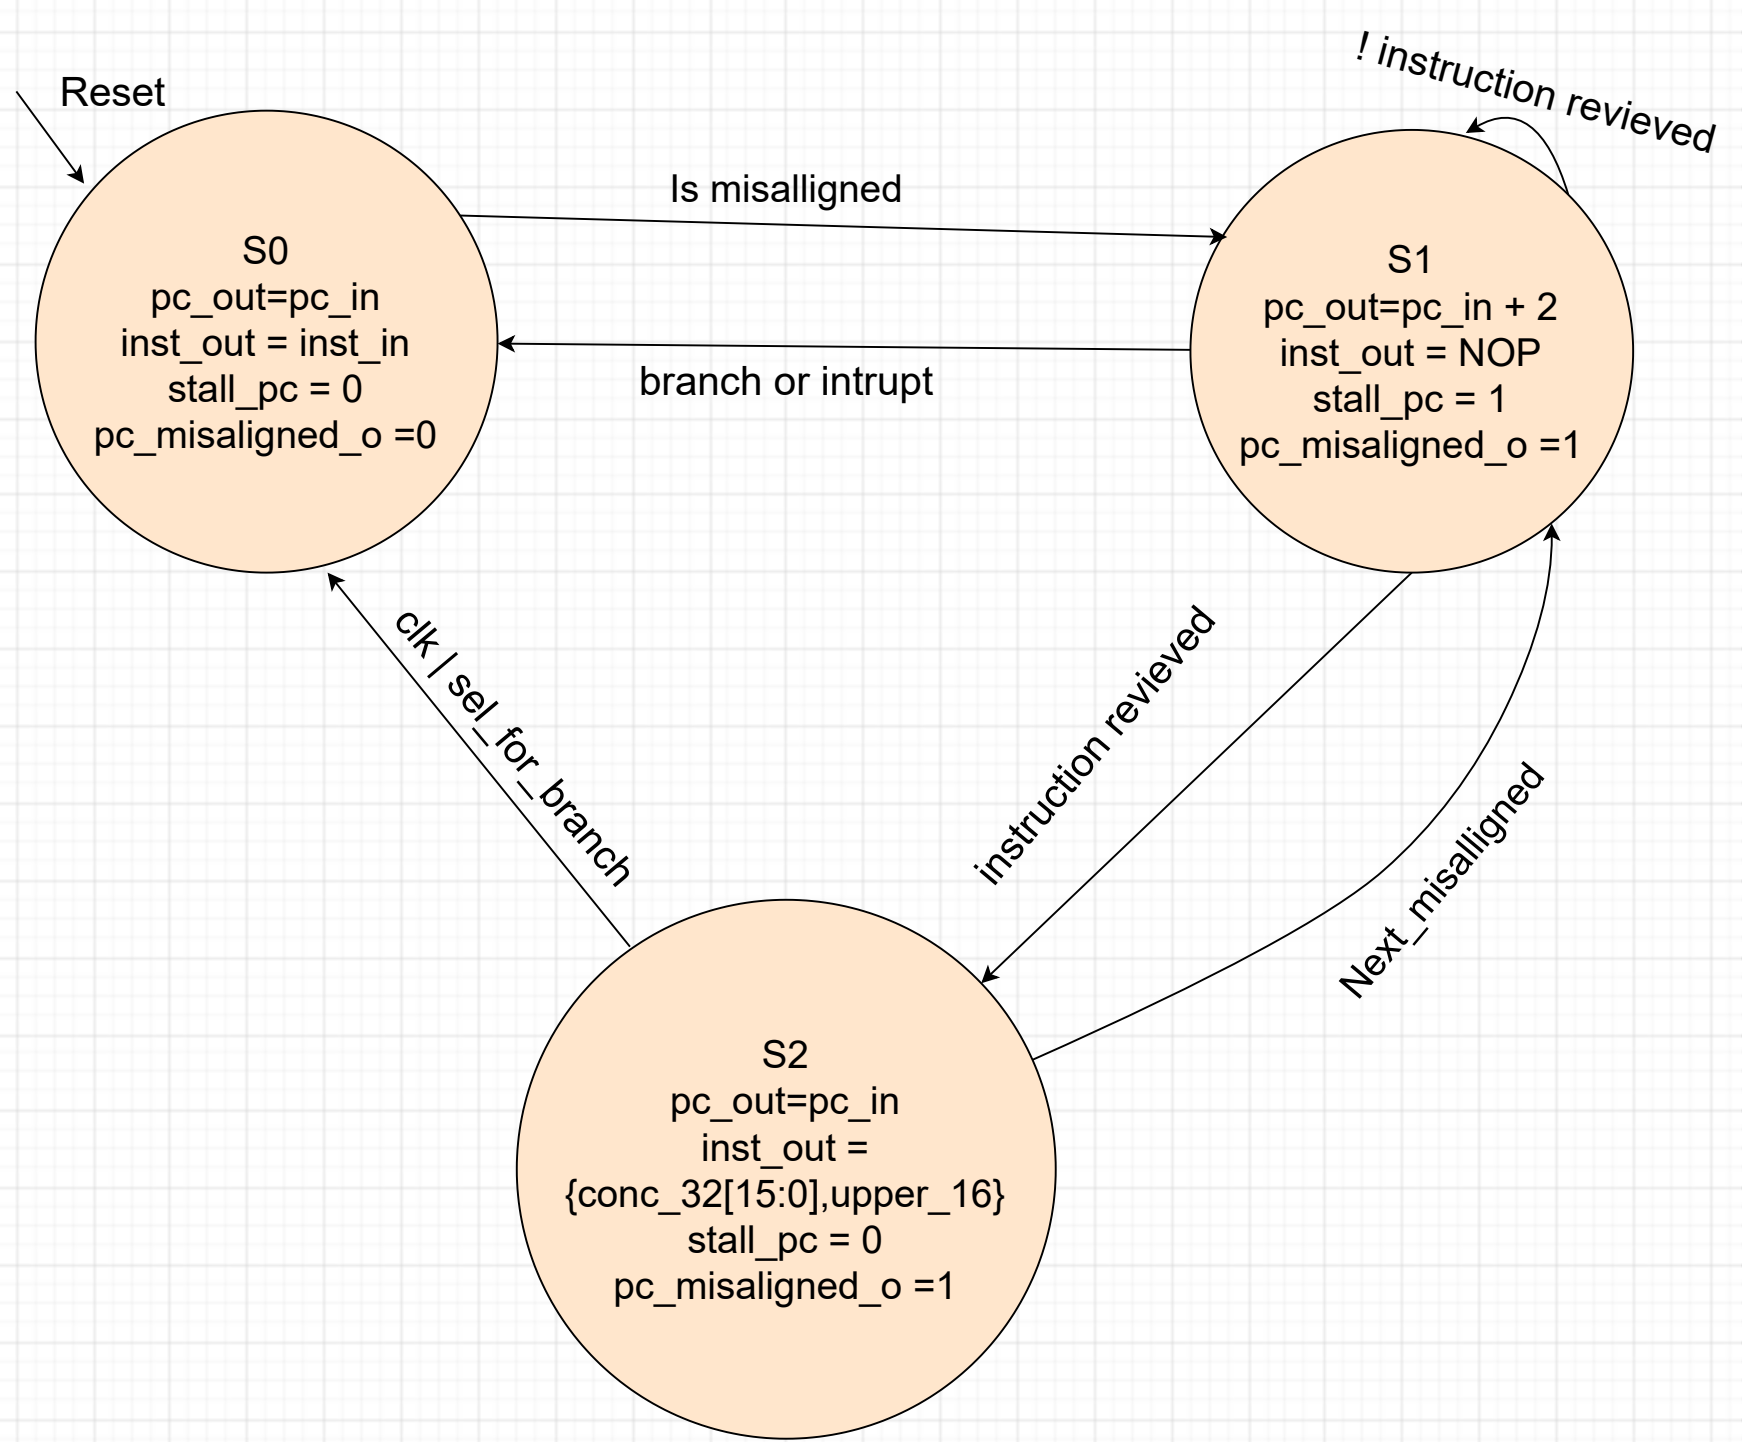 ! instruction revieved
Reset
Is misalligned
S0
pc_out=pc_in
inst_out = inst_in
stall_pc = 0
pc_misaligned_o =0
S1
pc_out=pc_in + 2
inst_out = NOP
stall_pc = 1
pc_misaligned_o =1
branch or intrupt
clk | sel_for_branch
instruction revieved
Next_misalligned
S2
pc_out=pc_in
inst_out =
{conc_32[15:0],upper_16}
stall_pc = 0
pc_misaligned_o =1